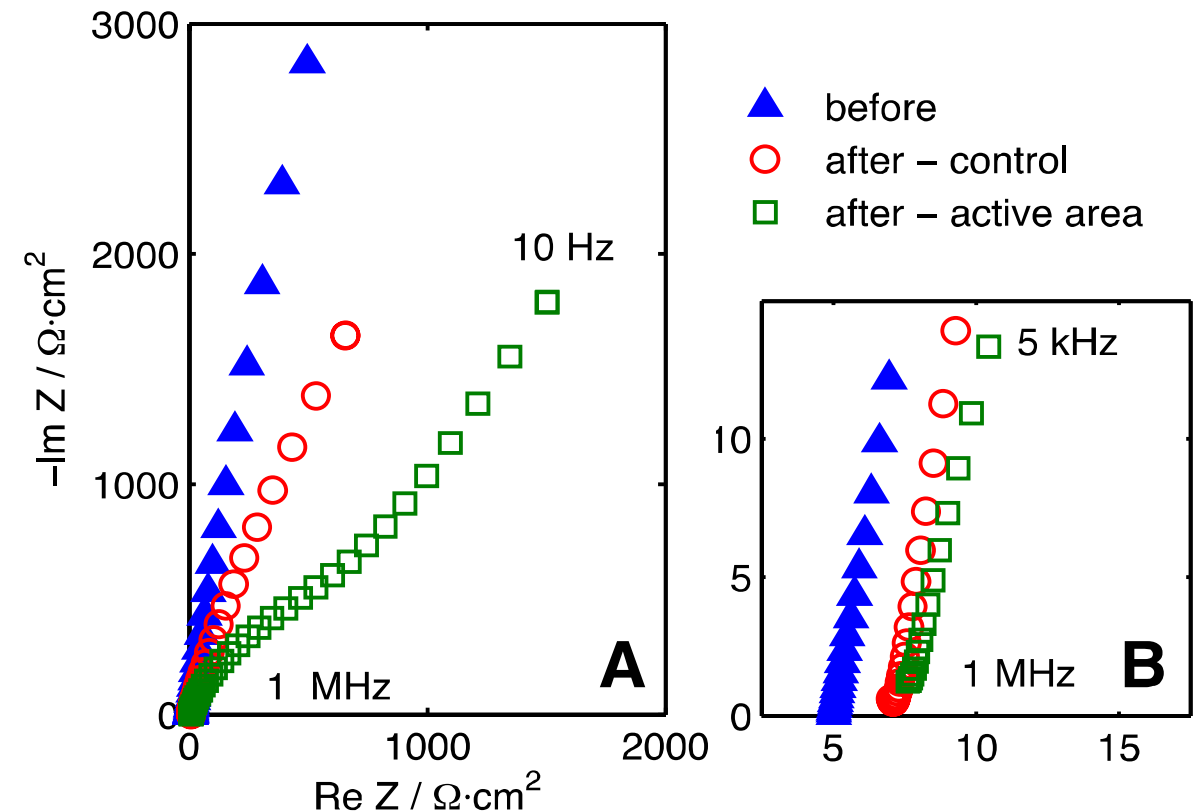 3000
2000
1000
0
0
1000
2000
−Im Z / Ω·cm²
Re Z / Ω·cm²
10 Hz
1 MHz
A
before
after − control
after − active area
10
5
0
5
10
15
5 kHz
1 MHz
B